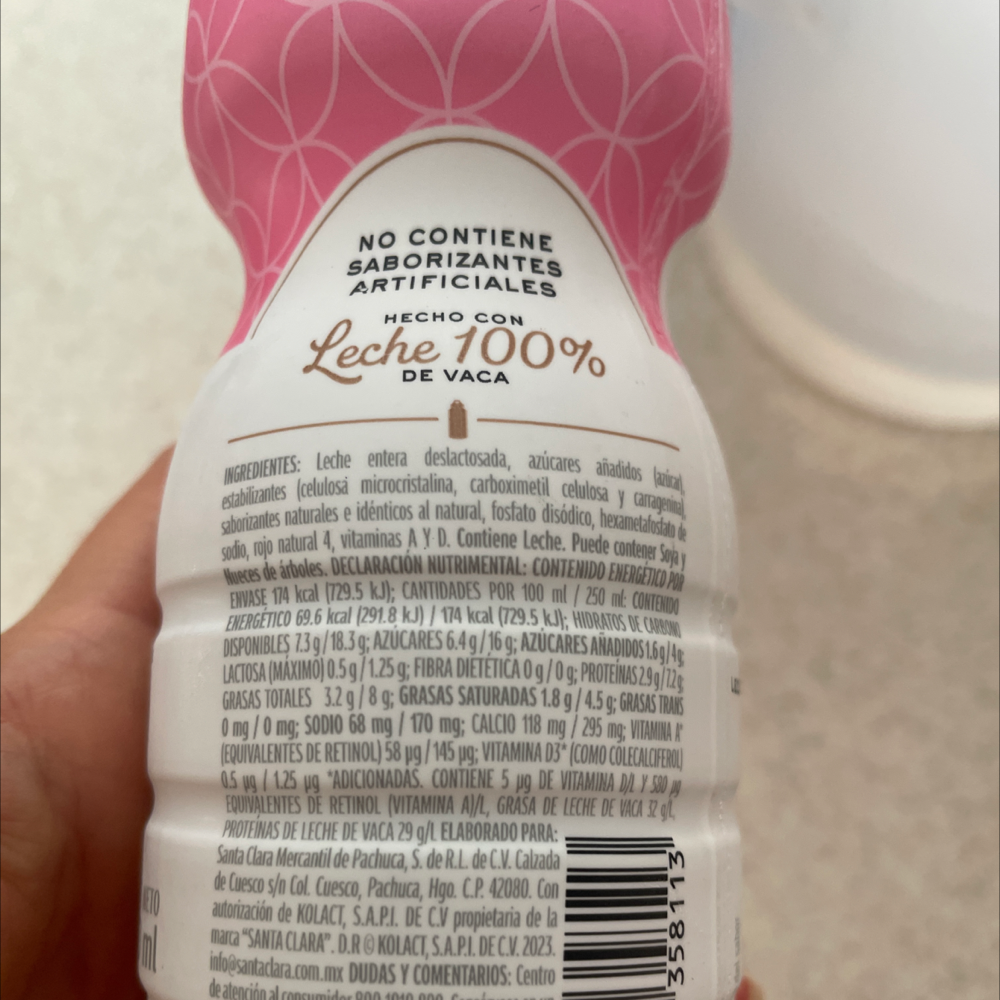 NO CONTIENE
SABORIZANTES
ARTIFICIALES
HECHO CON
Leche 100%
DE VACA
INGREDIENTES: Leche entera deslactosada, azúcares añadidos (azúcar),
estabilizantes (celulosa microcristalina, carboximetil celulosa y carragenina),
saborizantes naturales e idénticos al natural, fosfato disódico, hexametafosfato de
sodio, rojo natural 4, vitaminas A Y D. Contiene Leche. Puede contener Soya y
Nueces de árboles. DECLARACIÓN NUTRIMENTAL: CONTENIDO ENERGÉTICO POR
ENVASE 174 kcal (729.5 kJ); CANTIDADES POR 100 ml / 250 ml: CONTENIDO
ENERGÉTICO 69.6 kcal (291.8 kJ) / 174 kcal (729.5 kJ); HIDRATOS DE CARBONO
DISPONIBLES 7.3 g / 18.3 g; AZÚCARES 6.4 g / 16 g; AZÚCARES AÑADIDOS 1.6 g / 4 g;
LACTOSA (MÁXIMO) 0.5 g / 1.25 g; FIBRA DIETÉTICA 0 g / 0 g; PROTEÍNAS 2.9 g / 7.2 g;
GRASAS TOTALES 3.2 g / 8 g; GRASAS SATURADAS 1.8 g / 4.5 g; GRASAS TRANS
0 mg / 0 mg; SODIO 68 mg / 170 mg; CALCIO 118 mg / 295 mg; VITAMINA A*
(EQUIVALENTES DE RETINOL) 58 µg / 145 µg; VITAMINA D3* (COMO COLECALCIFEROL)
0.5 µg / 1.25 µg *ADICIONADAS. CONTIENE 5 µg DE VITAMINA D/L Y 580 µg
EQUIVALENTES DE RETINOL (VITAMINA A)/L, GRASA DE LECHE DE VACA 32 g/L,
PROTEÍNAS DE LECHE DE VACA 29 g/L ELABORADO PARA:
Santa Clara Mercantil de Pachuca, S. de R.L. de C.V. Calzada
de Cuesco s/n Col. Cuesco, Pachuca, Hgo. C.P. 42080. Con
autorización de KOLACT, S.A.P.I. DE C.V propietaria de la
marca "SANTA CLARA". D.R © KOLACT, S.A.P.I. DE C.V. 2023.
info@santaclara.com.mx DUDAS Y COMENTARIOS: Centro
de atención al consumidor
358113
NETO
ml